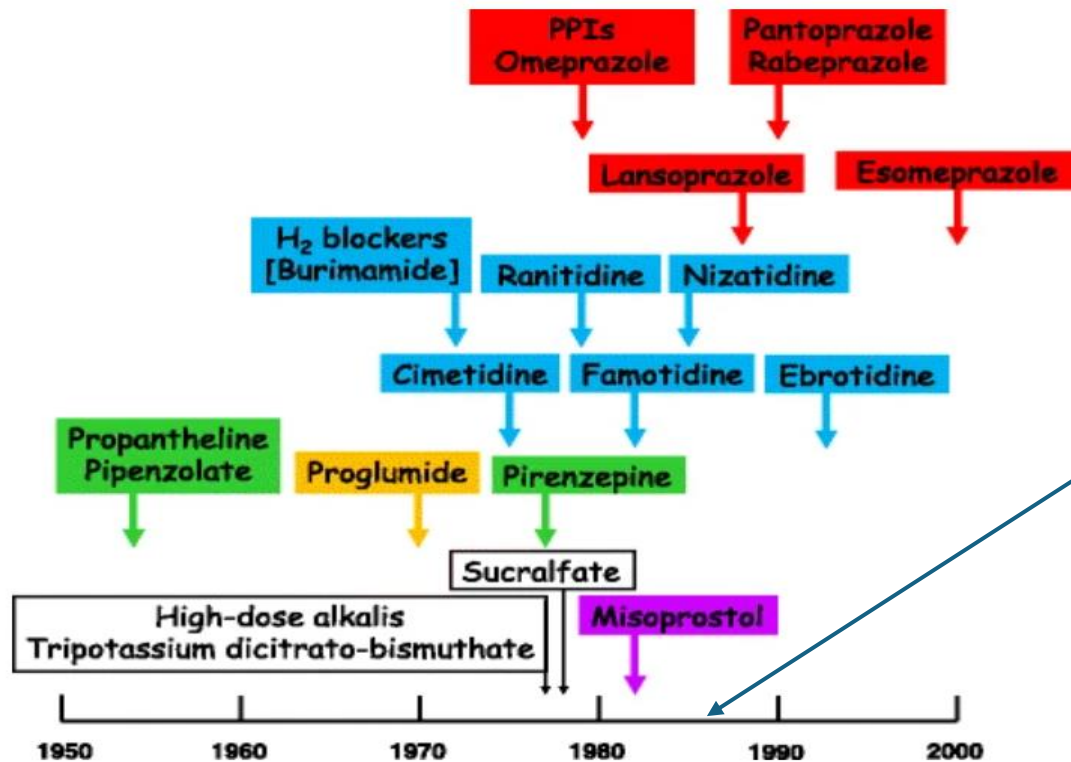 PPIs
Omeprazole
Pantoprazole
Rabeprazole
Lansoprazole
Esomeprazole
H₂ blockers
[Burimamide]
Ranitidine
Nizatidine
Cimetidine
Famotidine
Ebrotidine
Propantheline
Pipenzolate
Proglumide
Pirenzepine
Sucralfate
High-dose alkalis
Tripotassium dicitrato-bismuthate
Misoprostol
1950 1960 1970 1980 1990 2000